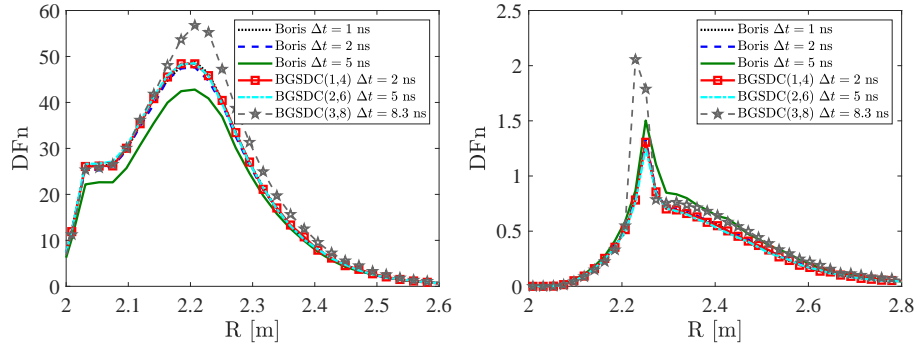 60
50
40
30
20
10
0
DFn
2
2.1
2.2
2.3
2.4
2.5
2.6
R [m]
Boris Δt = 1 ns
Boris Δt = 2 ns
Boris Δt = 5 ns
BGSDC(1,4) Δt = 2 ns
BGSDC(2,6) Δt = 5 ns
BGSDC(3,8) Δt = 8.3 ns
2.5
2
1.5
1
0.5
0
DFn
2
2.2
2.4
2.6
2.8
R [m]
Boris Δt = 1 ns
Boris Δt = 2 ns
Boris Δt = 5 ns
BGSDC(1,4) Δt = 2 ns
BGSDC(2,6) Δt = 5 ns
BGSDC(3,8) Δt = 8.3 ns